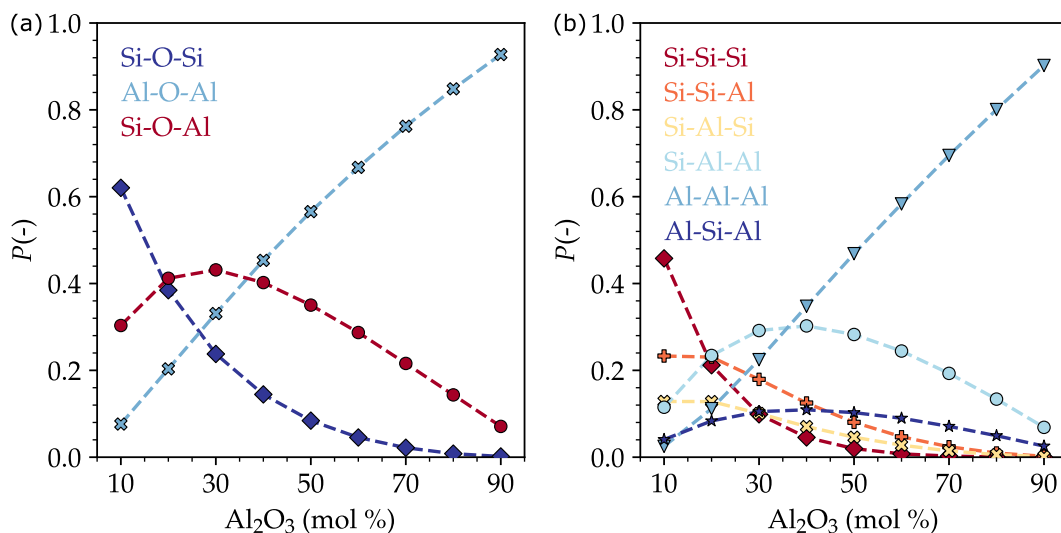 (a)
1.0
0.8
0.6
0.4
0.2
0.0
P(-)
Si-O-Si
Al-O-Al
Si-O-Al
10 30 50 70 90
Al₂O₃ (mol %)
(b)
1.0
0.8
0.6
0.4
0.2
0.0
P(-)
Si-Si-Si
Si-Si-Al
Si-Al-Si
Si-Al-Al
Al-Al-Al
Al-Si-Al
10 30 50 70 90
Al₂O₃ (mol %)